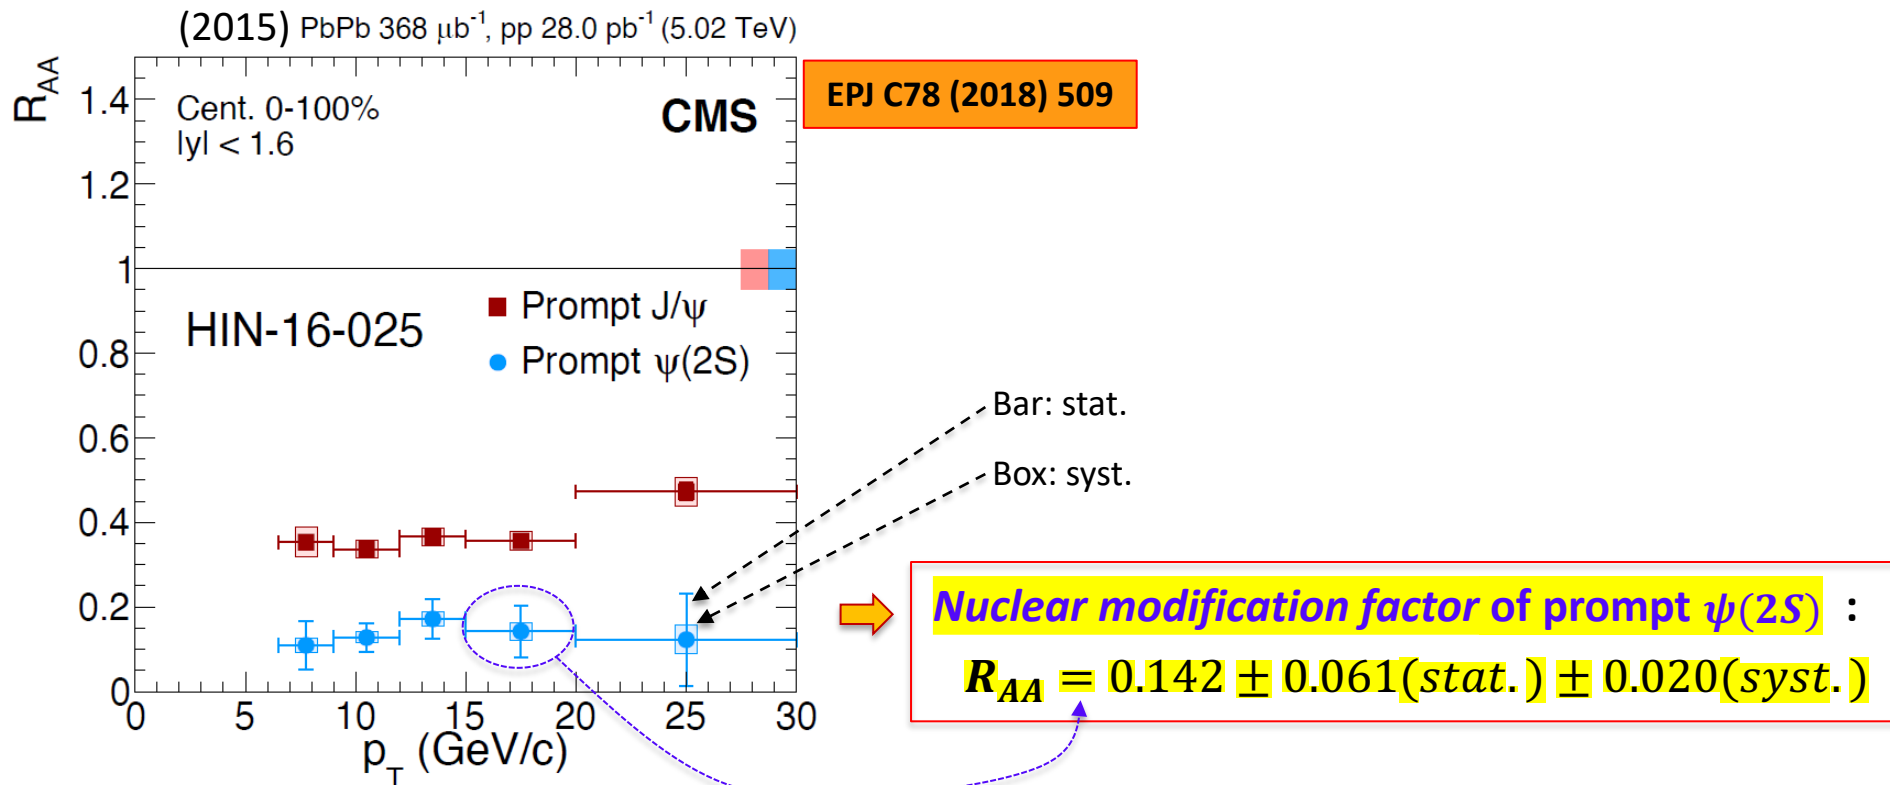 (2015) PbPb 368 μb⁻¹, pp 28.0 pb⁻¹ (5.02 TeV)
EPJ C78 (2018) 509
R_AA
1.4
1.2
1
0.8
0.6
0.4
0.2
0
Cent. 0-100%
|y| < 1.6
CMS
HIN-16-025
Prompt J/ψ
Prompt ψ(2S)
Bar: stat.
Box: syst.
0 5 10 15 20 25 30
p_T (GeV/c)
Nuclear modification factor of prompt ψ(2S) :
R_AA = 0.142 ± 0.061(stat.) ± 0.020(syst.)